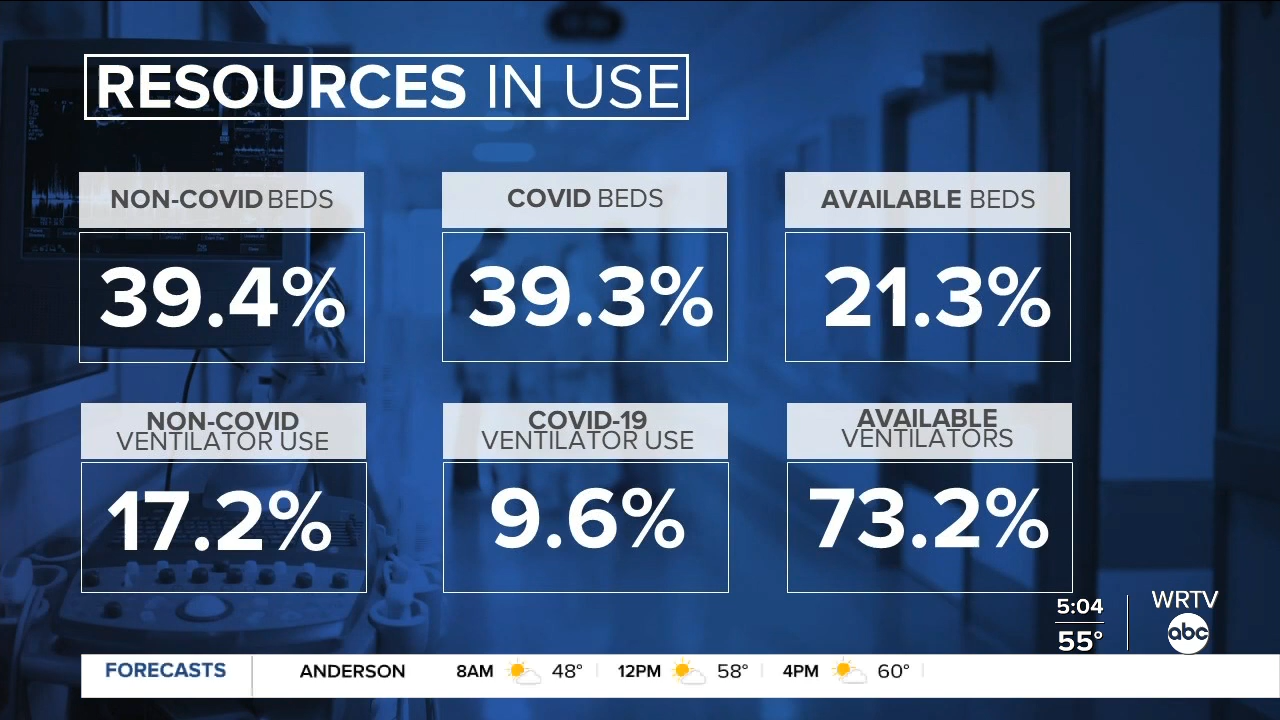 RESOURCES IN USE
NON-COVID BEDS
39.4%
COVID BEDS
39.3%
AVAILABLE BEDS
21.3%
NON-COVID
VENTILATOR USE
17.2%
COVID-19
VENTILATOR USE
9.6%
AVAILABLE
VENTILATORS
73.2%
5:04
55°
WRTV
abc
FORECASTS ANDERSON 8AM 48° 12PM 58° 4PM 60°